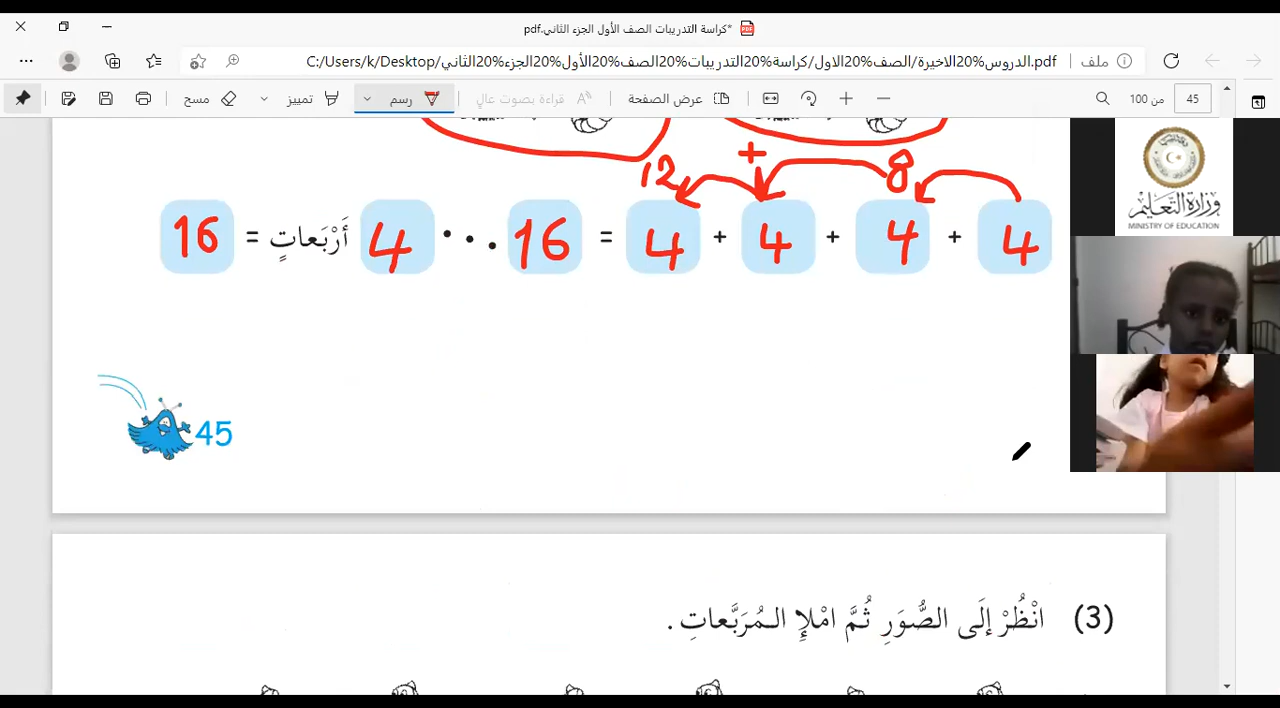 *كراسة التدريبات الصف الأول الجزء الثاني.pdf
ملف C:/Users/k/Desktop/الدروس%20الاخيرة/الصف%20الاول/كراسة%20التدريبات%20الصف%20الأول%20الجزء%20الثاني.pdf
45 من 100 عرض الصفحة قراءة بصوت عالٍ رسم تمييز مسح
وزارة التعليم
MINISTRY OF EDUCATION
12 + 8
4 + 4 + 4 + 4 = 16 ... 4 أَرْبَعاتٍ = 16
45
(3) انْظُرْ إلَى الصُّوَرِ ثُمَّ امْلإِ الـمُرَبَّعاتِ .